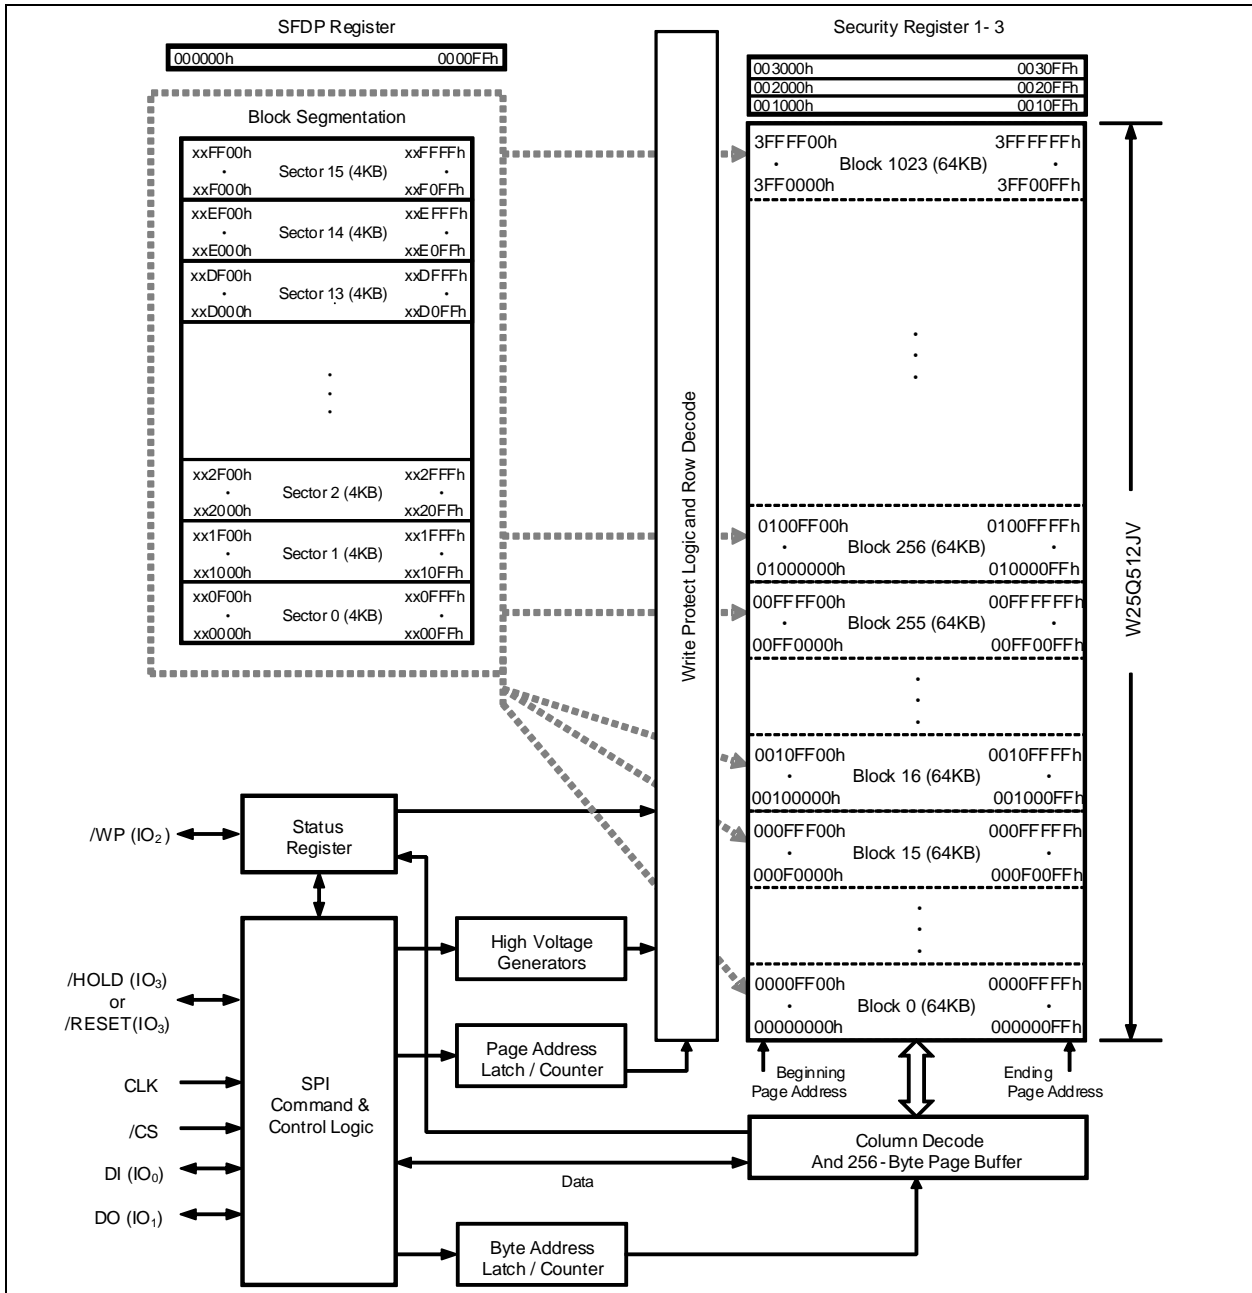 SFDP Register
000000h 0000FFh
Block Segmentation
xxFF00h xxFFFFh
· Sector 15 (4KB) ·
xxF000h xxF0FFh
xxEF00h xxEFFFh
· Sector 14 (4KB) ·
xxE000h xxE0FFh
xxDF00h xxDFFFh
· Sector 13 (4KB) ·
xxD000h xxD0FFh
xx2F00h xx2FFFh
· Sector 2 (4KB) ·
xx2000h xx20FFh
xx1F00h xx1FFFh
· Sector 1 (4KB) ·
xx1000h xx10FFh
xx0F00h xx0FFFh
· Sector 0 (4KB) ·
xx0000h xx00FFh
Write Protect Logic and Row Decode
Security Register 1- 3
003000h 0030FFh
002000h 0020FFh
001000h 0010FFh
3FFFF00h 3FFFFFFh
· Block 1023 (64KB) ·
3FF0000h 3FF00FFh
0100FF00h 0100FFFFh
· Block 256 (64KB) ·
01000000h 010000FFh
00FFFF00h 00FFFFFFh
· Block 255 (64KB) ·
00FF0000h 00FF00FFh
0010FF00h 0010FFFFh
· Block 16 (64KB) ·
00100000h 001000FFh
000FFF00h 000FFFFFh
· Block 15 (64KB) ·
000F0000h 000F00FFh
0000FF00h 0000FFFFh
· Block 0 (64KB) ·
00000000h 000000FFh
W25Q512JV
Beginning
Page Address
Ending
Page Address
/WP (IO₂)
Status
Register
/HOLD (IO₃)
or
/RESET(IO₃)
CLK
/CS
DI (IO₀)
DO (IO₁)
SPI
Command &
Control Logic
High Voltage
Generators
Page Address
Latch / Counter
Column Decode
And 256 - Byte Page Buffer
Data
Byte Address
Latch / Counter